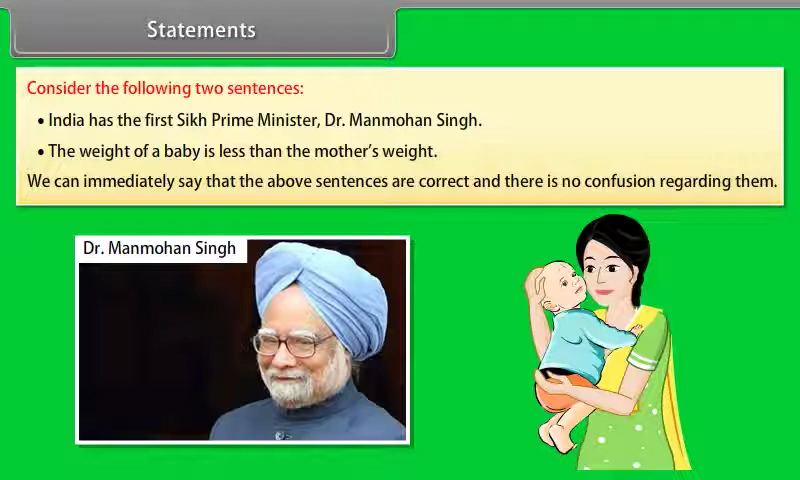 Statements
Consider the following two sentences:
• India has the first Sikh Prime Minister, Dr. Manmohan Singh.
• The weight of a baby is less than the mother’s weight.
We can immediately say that the above sentences are correct and there is no confusion regarding them.
Dr. Manmohan Singh